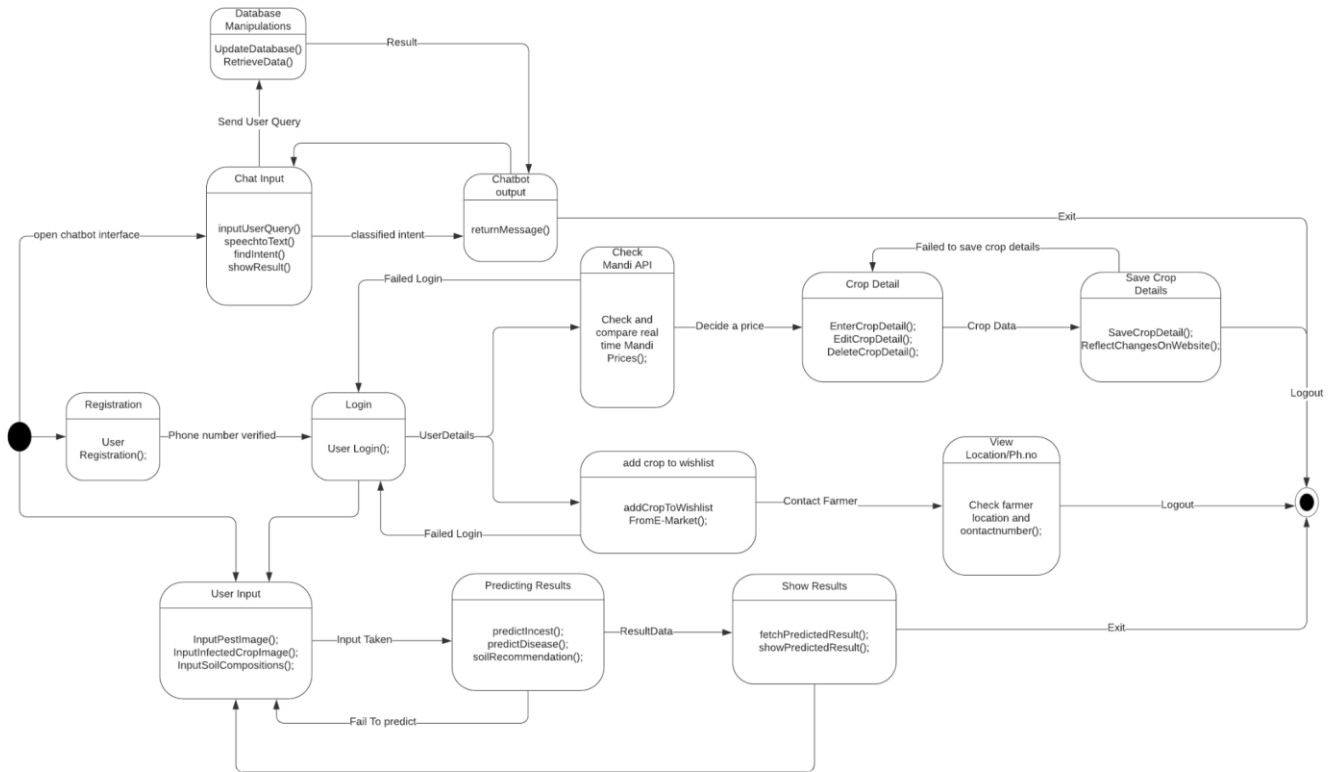 Database
Manipulations
UpdateDatabase()
RetrieveData()
Result
Send User Query
Chat Input
inputUserQuery()
speechtoText()
findIntent()
showResult()
open chatbot interface
classified intent
Chatbot
output
returnMessage()
Exit
Check
Mandi API
Check and
compare real
time Mandi
Prices();
Failed Login
Decide a price
Crop Detail
EnterCropDetail();
EditCropDetail();
DeleteCropDetail();
Failed to save crop details
Crop Data
Save Crop
Details
SaveCropDetail();
ReflectChangesOnWebsite();
Logout
Registration
User
Registration();
Phone number verified
Login
User Login();
UserDetails
add crop to wishlist
addCropToWishlist
FromE-Market();
Failed Login
Contact Farmer
View
Location/Ph.no
Check farmer
location and
oontactnumber();
Logout
User Input
InputPestImage();
InputInfectedCropImage();
InputSoilCompositions();
Input Taken
Predicting Results
predictIncest();
predictDisease();
soilRecommendation();
ResultData
Show Results
fetchPredictedResult();
showPredictedResult();
Exit
Fail To predict